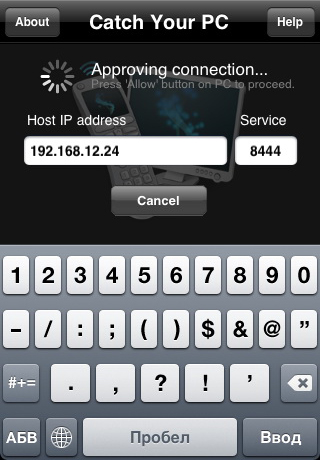 About Catch Your PC Help
Approving connection...
Press 'Allow' button on PC to proceed.
Host IP address Service
192.168.12.24 8444
Cancel
1 2 3 4 5 6 7 8 9 0
- / : ; ( ) $ & @ "
#+= . , ? ! '
АБВ Пробел Ввод